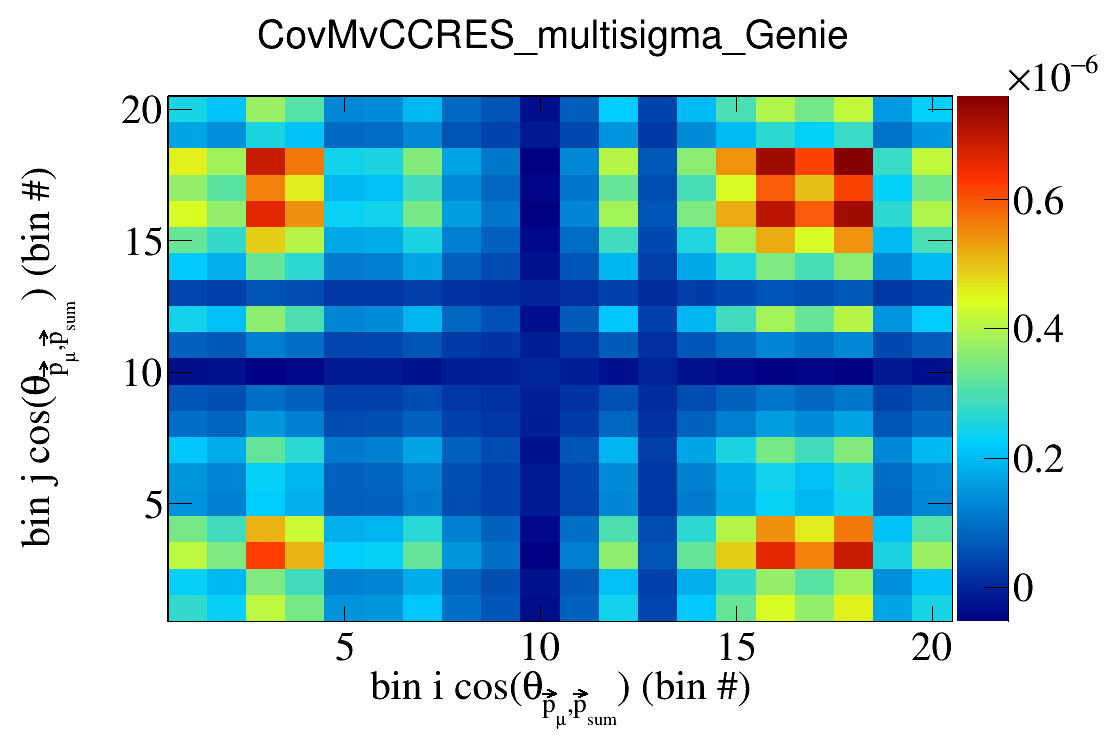 CovMvCCRES_multisigma_Genie
×10⁻⁶
20
15
10
5
0.6
0.4
0.2
0
bin j cos(θ p⃗μ,p⃗sum) (bin #)
5 10 15 20
bin i cos(θ p⃗μ,p⃗sum) (bin #)